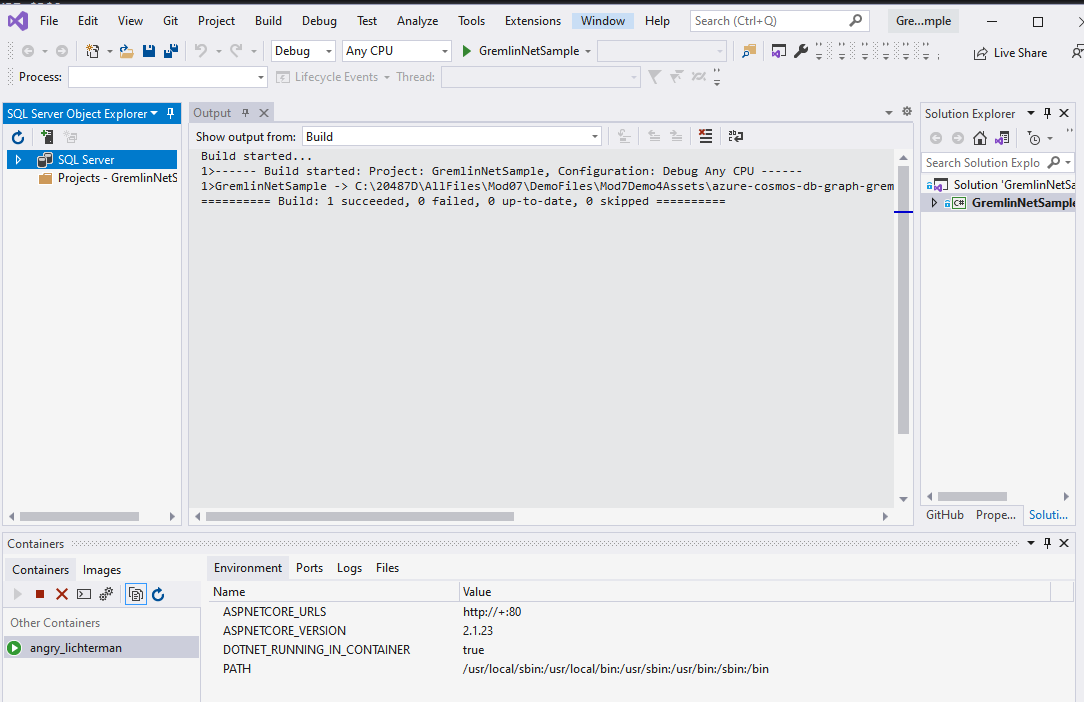 File Edit View Git Project Build Debug Test Analyze Tools Extensions Window Help Search (Ctrl+Q) Gre...mple
Debug Any CPU GremlinNetSample Live Share
Process: Lifecycle Events Thread:
SQL Server Object Explorer
SQL Server
Projects - GremlinNetS
Output
Show output from: Build
Build started...
1>------ Build started: Project: GremlinNetSample, Configuration: Debug Any CPU ------
1>GremlinNetSample -> C:\20487D\AllFiles\Mod07\DemoFiles\Mod7Demo4Assets\azure-cosmos-db-graph-grem
========== Build: 1 succeeded, 0 failed, 0 up-to-date, 0 skipped ==========
Solution Explorer
Search Solution Explo
Solution 'GremlinNetSa
C# GremlinNetSample
GitHub Prope... Soluti...
Containers
Containers Images
Other Containers
angry_lichterman
Environment Ports Logs Files
Name Value
ASPNETCORE_URLS http://+:80
ASPNETCORE_VERSION 2.1.23
DOTNET_RUNNING_IN_CONTAINER true
PATH /usr/local/sbin:/usr/local/bin:/usr/sbin:/usr/bin:/sbin:/bin